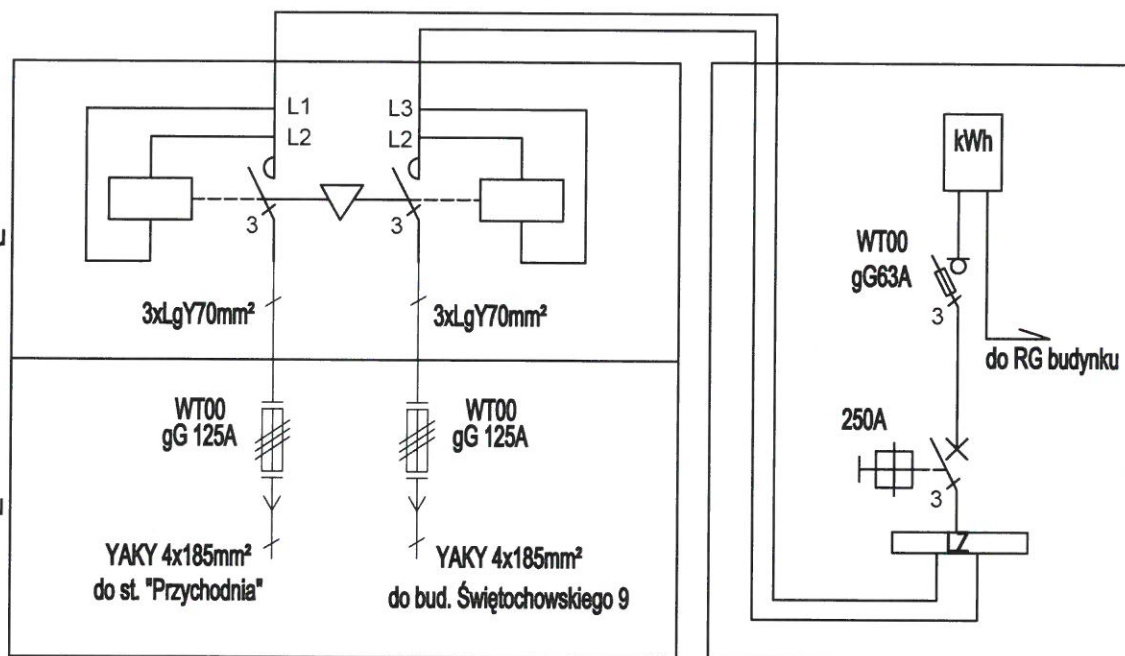 L1
L2
L3
L2
3
3
3xLgY70mm²
3xLgY70mm²
WT00
gG 125A
WT00
gG 125A
YAKY 4x185mm²
do st. "Przychodnia"
YAKY 4x185mm²
do bud. Świętochowskiego 9
kWh
WT00
gG63A
3
do RG budynku
250A
3
LZ